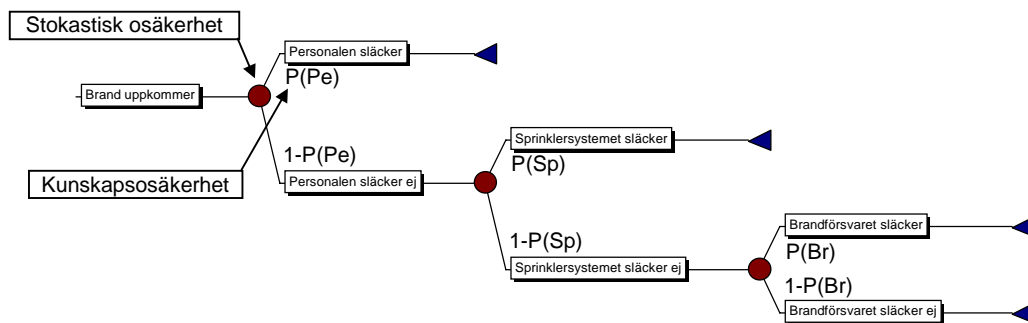 Stokastisk osäkerhet
Personalen släcker
P(Pe)
Brand uppkommer
Sprinklersystemet släcker
P(Sp)
1-P(Pe)
Personalen släcker ej
Kunskapsosäkerhet
Brandförsvaret släcker
P(Br)
1-P(Sp)
Sprinklersystemet släcker ej
1-P(Br)
Brandförsvaret släcker ej